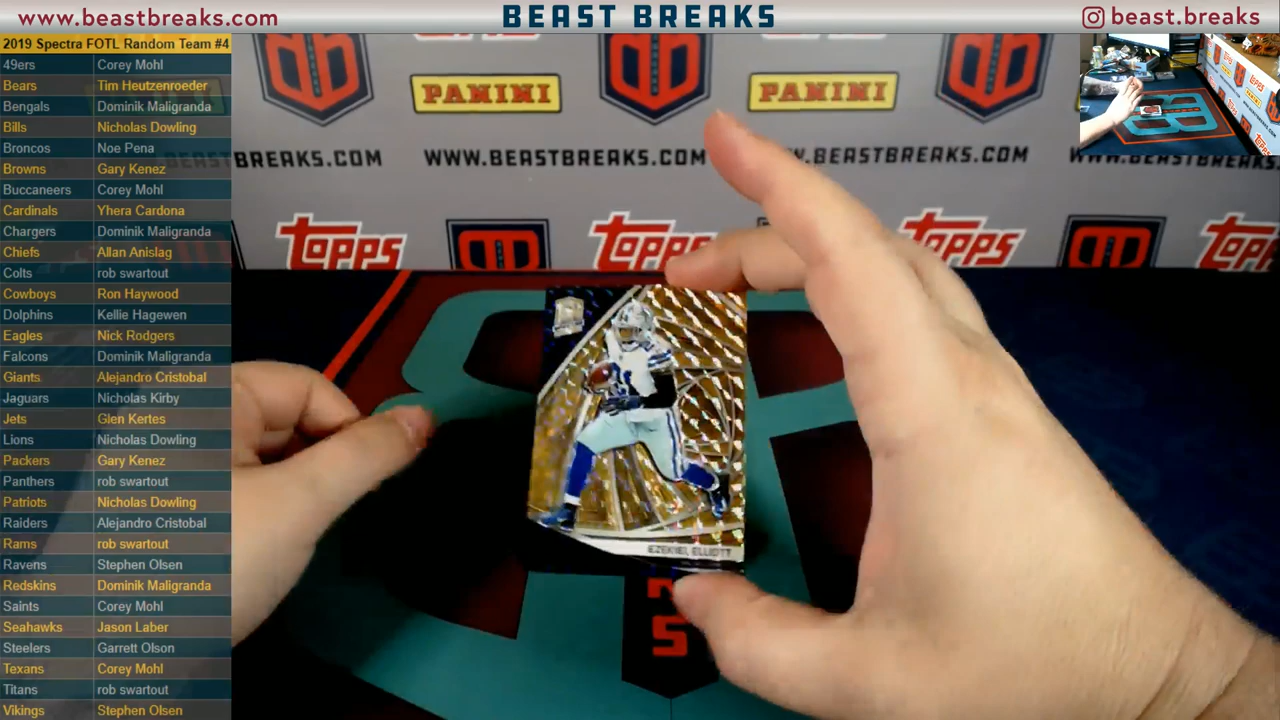 www.beastbreaks.com
BEAST BREAKS
beast.breaks
2019 Spectra FOTL Random Team #4
49ers Corey Mohl
Bears Tim Heutzenroeder
Bengals Dominik Maligranda
Bills Nicholas Dowling
Broncos Noe Pena
Browns Gary Kenez
Buccaneers Corey Mohl
Cardinals Yhera Cardona
Chargers Dominik Maligranda
Chiefs Allan Anislag
Colts rob swartout
Cowboys Ron Haywood
Dolphins Kellie Hagewen
Eagles Nick Rodgers
Falcons Dominik Maligranda
Giants Alejandro Cristobal
Jaguars Nicholas Kirby
Jets Glen Kertes
Lions Nicholas Dowling
Packers Gary Kenez
Panthers rob swartout
Patriots Nicholas Dowling
Raiders Alejandro Cristobal
Rams rob swartout
Ravens Stephen Olsen
Redskins Dominik Maligranda
Saints Corey Mohl
Seahawks Jason Laber
Steelers Garrett Olson
Texans Corey Mohl
Titans rob swartout
Vikings Stephen Olsen
PANINI PANINI
BREAKS.COM WWW.BEASTBREAKS.COM WWW.BEASTBREAKS.COM
topps topps topps topps
EZEKIEL ELLIOTT